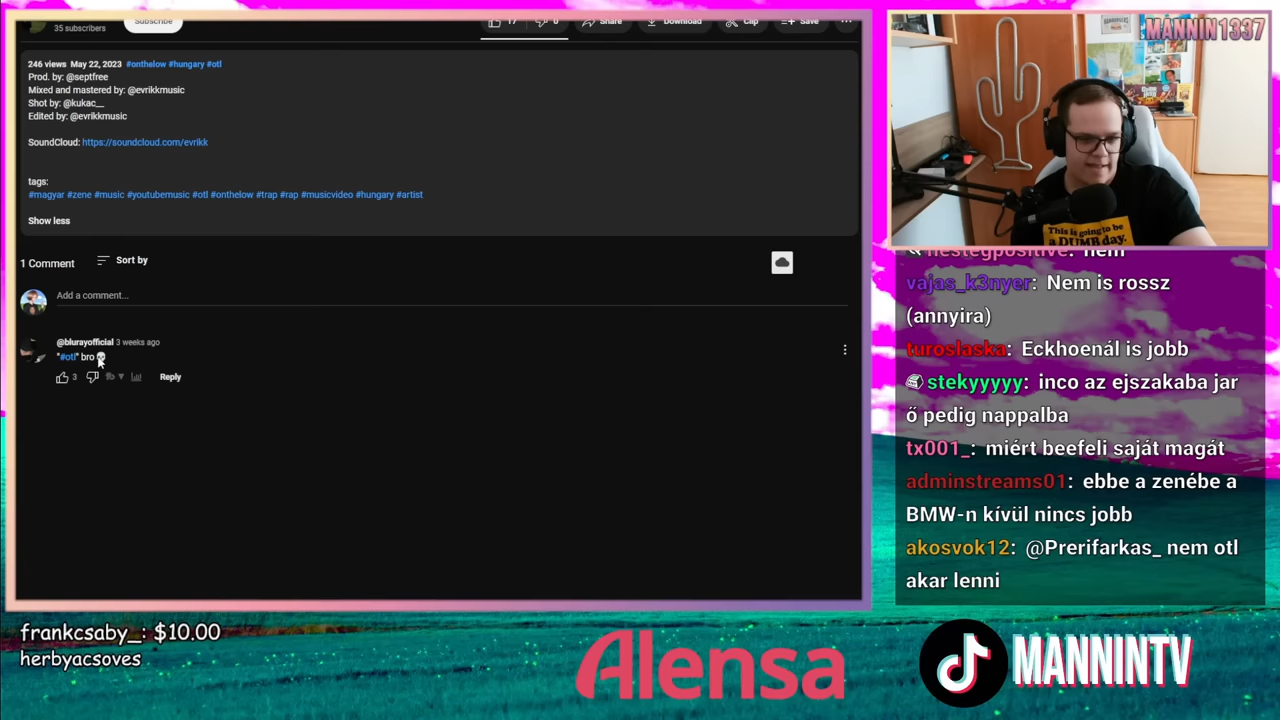 35 subscribers
Subscribe
17
0
Share
Download
Clip
Save
246 views May 22, 2023 #onthelow #hungary #otl
Prod. by: @septfree
Mixed and mastered by: @evrikkmusic
Shot by: @kukac__
Edited by: @evrikkmusic
SoundCloud: https://soundcloud.com/evrikk
tags:
#magyar #zene #music #youtubemusic #otl #onthelow #trap #rap #musicvideo #hungary #artist
Show less
1 Comment
Sort by
Add a comment...
@blurayofficial 3 weeks ago
"#otl" bro 💀
3
Reply
MANNIN1337
This is going to be
a DUMB day.
hestegpositive: nem
vajas_k3nyer: Nem is rossz
(annyira)
turoslaska: Eckhoenál is jobb
stekyyyyy: inco az ejszakaba jar
ő pedig nappalba
tx001_: miért beefeli saját magát
adminstreams01: ebbe a zenébe a
BMW-n kívül nincs jobb
akosvok12: @Prerifarkas_ nem otl
akar lenni
frankcsaby_: $10.00
herbyacsoves
Alensa
MANNINTV